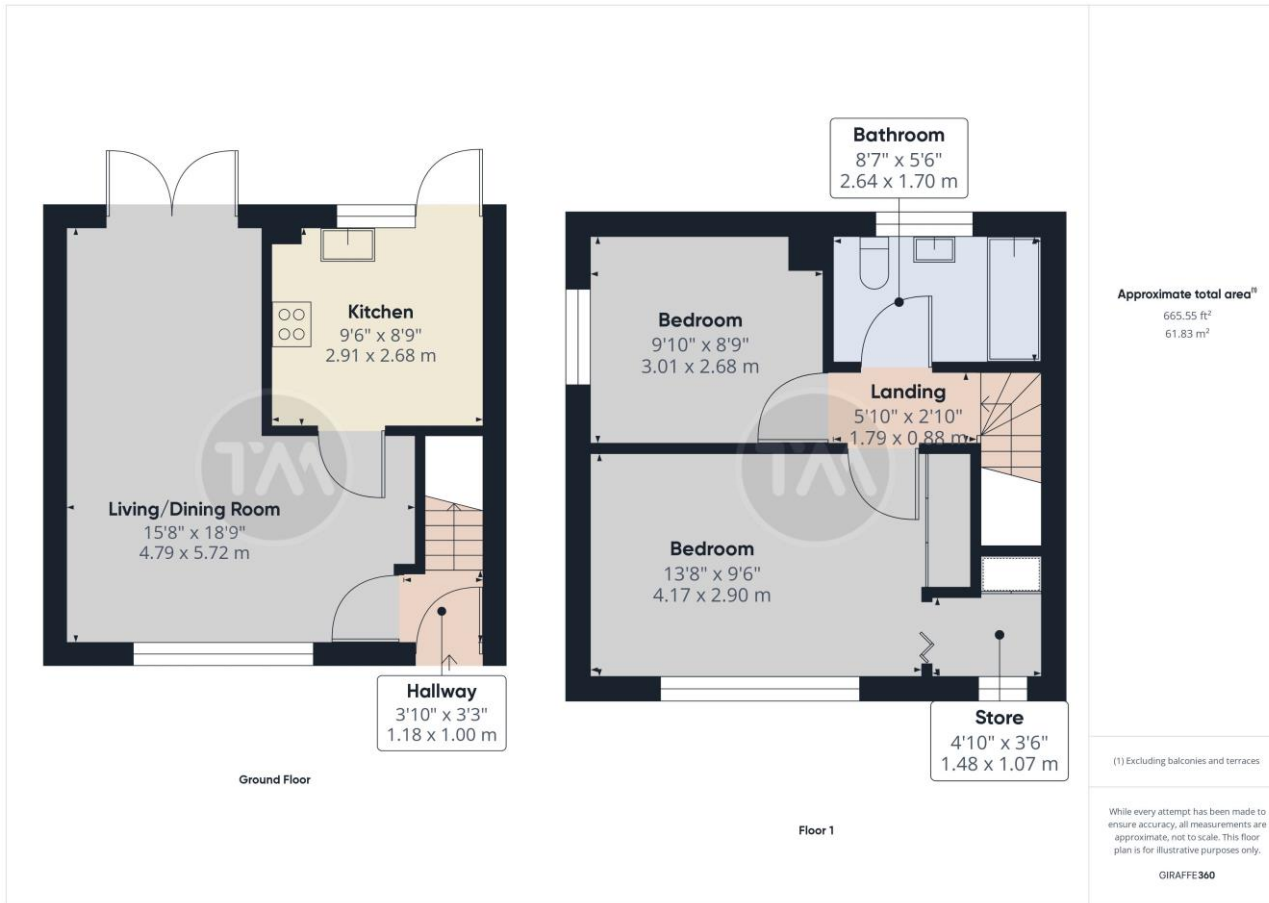 Bathroom
8'7" x 5'6"
2.64 x 1.70 m
Kitchen
9'6" x 8'9"
2.91 x 2.68 m
Living/Dining Room
15'8" x 18'9"
4.79 x 5.72 m
Hallway
3'10" x 3'3"
1.18 x 1.00 m
Ground Floor
Bedroom
9'10" x 8'9"
3.01 x 2.68 m
Landing
5'10" x 2'10"
1.79 x 0.88 m
Bedroom
13'8" x 9'6"
4.17 x 2.90 m
Store
4'10" x 3'6"
1.48 x 1.07 m
Floor 1
TM
TM
Approximate total area(1)
665.55 ft²
61.83 m²
(1) Excluding balconies and terraces
While every attempt has been made to
ensure accuracy, all measurements are
approximate, not to scale. This floor
plan is for illustrative purposes only.
GIRAFFE360